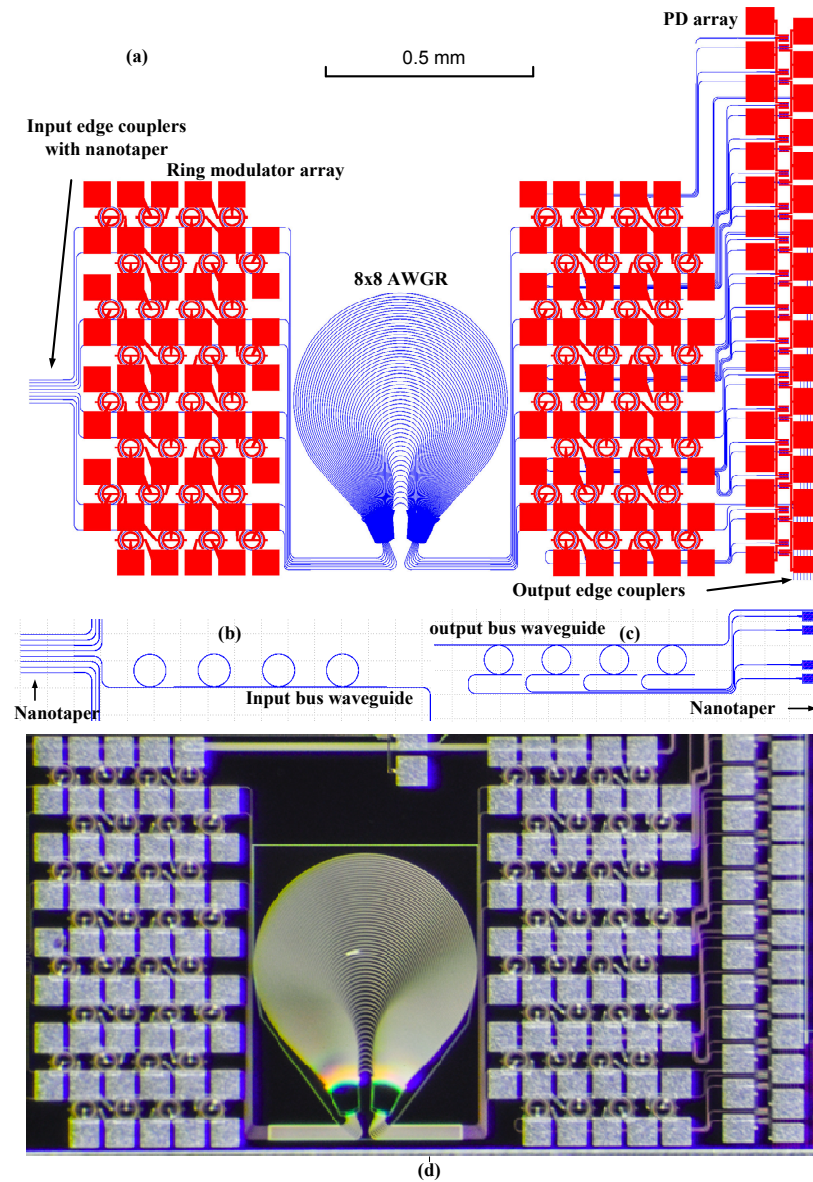 PD array
(a)
0.5 mm
Input edge couplers
with nanotaper
Ring modulator array
8x8 AWGR
Output edge couplers
(b)
(c)
output bus waveguide
Input bus waveguide
Nanotaper
Nanotaper
(d)